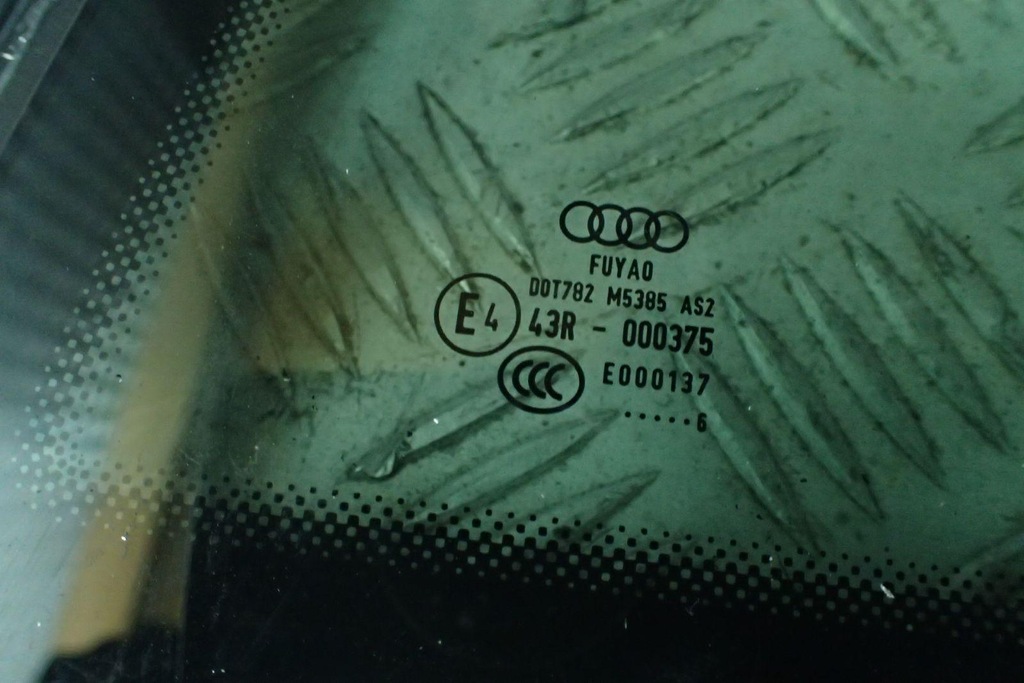 FUYAO
DOT782 M5385 AS2
E4 43R - 000375
CCC E000137
.....6